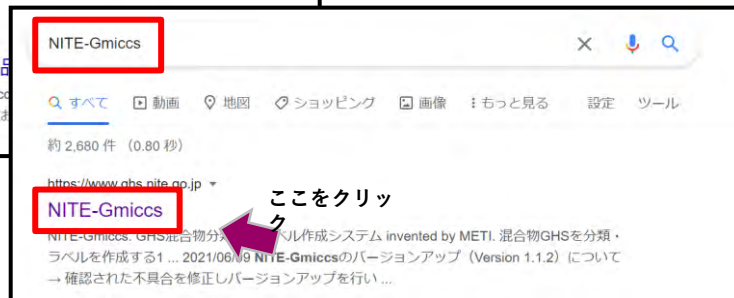 品
NITE-Gmiccs
すべて 動画 地図 ショッピング 画像 もっと見る 設定 ツール
約 2,680 件 （0.80 秒）
https://www.ghs.nite.go.jp
NITE-Gmiccs
ここをクリッ
ク
NITE-Gmiccs. GHS混合物分 ベル作成システム invented by METI. 混合物GHSを分類・
ラベルを作成する1 ... 2021/06/09 NITE-Gmiccsのバージョンアップ（Version 1.1.2）について
→ 確認された不具合を修正しバージョンアップを行い ...